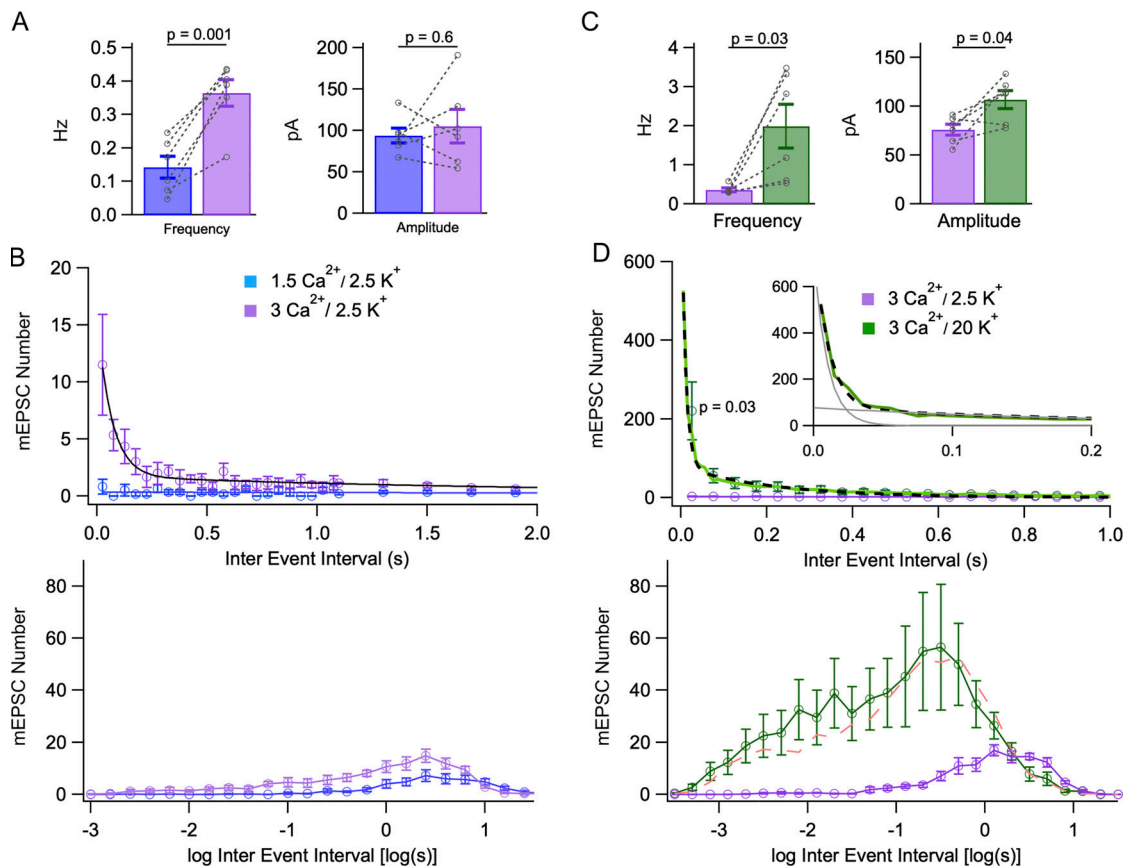 A
p = 0.001
0.5
0.4
0.3
0.2
0.1
0.0
Hz
Frequency
p = 0.6
200
150
100
50
0
pA
Amplitude
C
p = 0.03
4
3
2
1
0
Hz
Frequency
p = 0.04
150
100
50
0
pA
Amplitude
B
20
15
10
5
0
mEPSC Number
1.5 Ca²⁺/ 2.5 K⁺
3 Ca²⁺/ 2.5 K⁺
0.0 0.5 1.0 1.5 2.0
Inter Event Interval (s)
80
60
40
20
0
mEPSC Number
-3 -2 -1 0 1
log Inter Event Interval [log(s)]
D
600
400
200
0
mEPSC Number
p = 0.03
600
400
200
0
0.0 0.1 0.2
3 Ca²⁺/ 2.5 K⁺
3 Ca²⁺/ 20 K⁺
0.0 0.2 0.4 0.6 0.8 1.0
Inter Event Interval (s)
80
60
40
20
0
mEPSC Number
-3 -2 -1 0 1
log Inter Event Interval [log(s)]